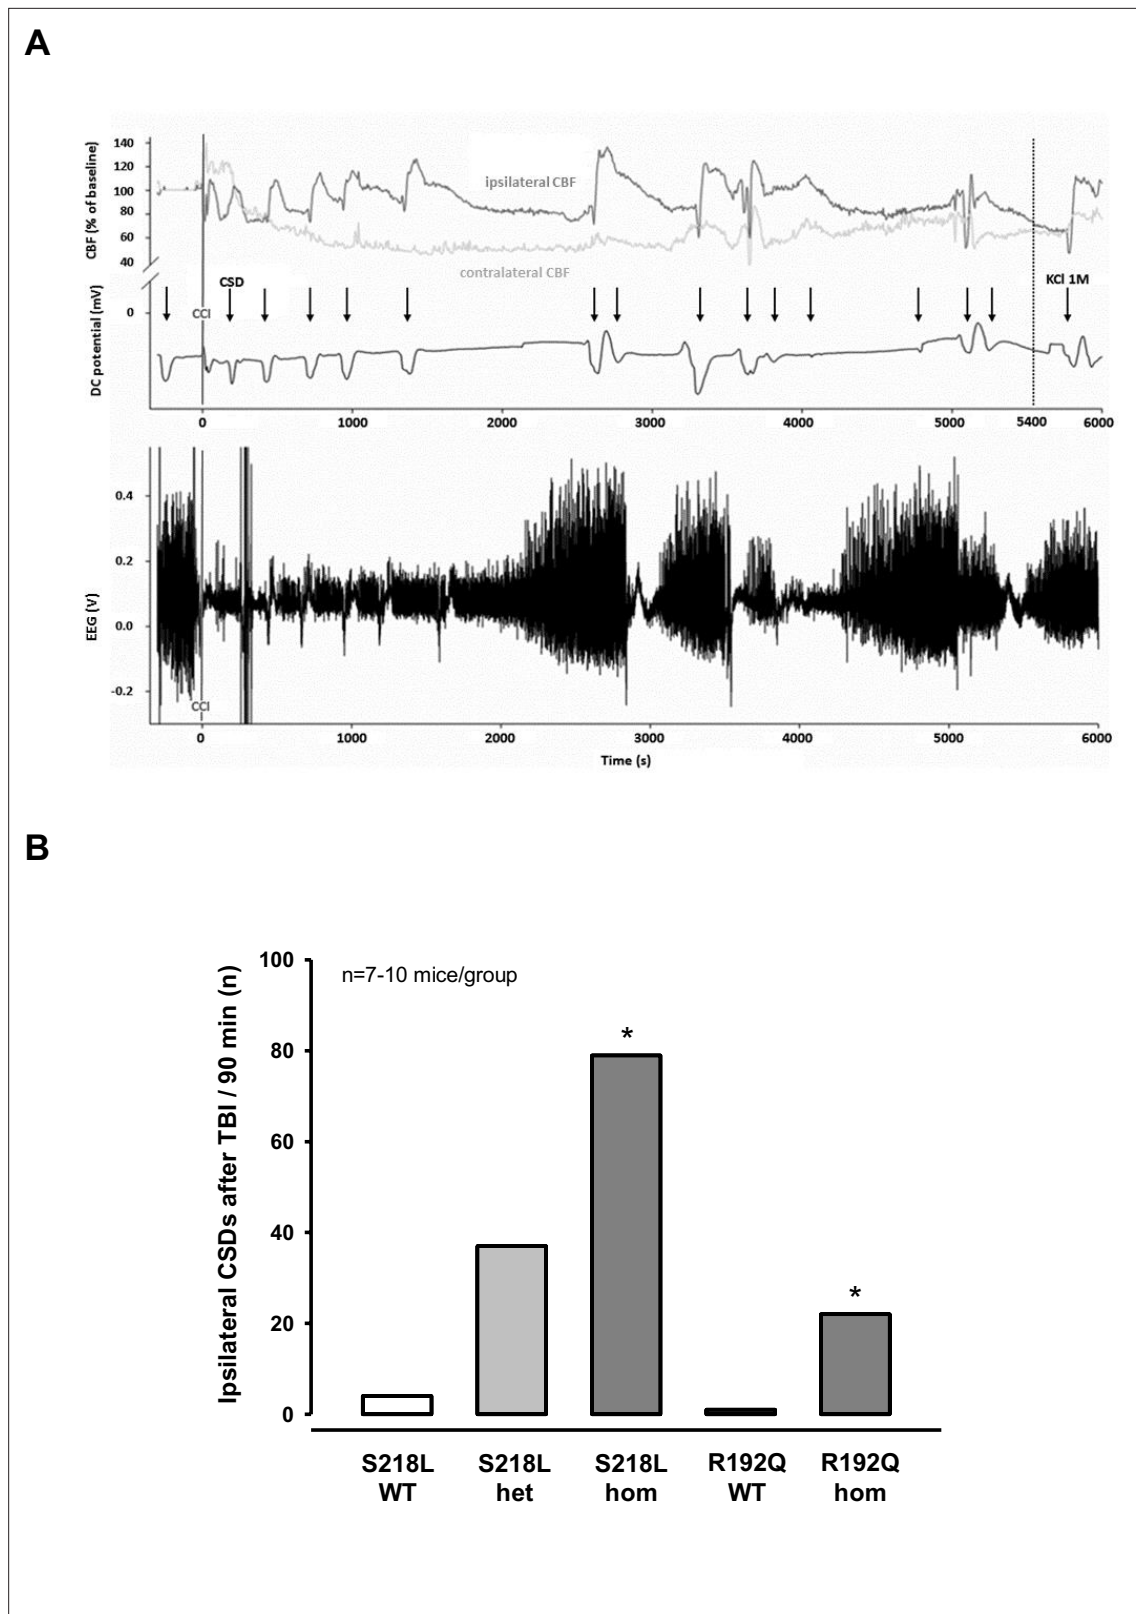 A
CBF (% of baseline)
140
120
100
80
60
40
ipsilateral CBF
contralateral CBF
DC potential (mV)
0
CCI
CSD
KCl 1M
0
1000
2000
3000
4000
5000
5400
6000
EEG (V)
0.4
0.2
0.0
-0.2
CCI
0
1000
2000
3000
4000
5000
6000
Time (s)
B
Ipsilateral CSDs after TBI / 90 min (n)
n=7-10 mice/group
100
80
60
40
20
0
*
*
S218L
WT
S218L
het
S218L
hom
R192Q
WT
R192Q
hom